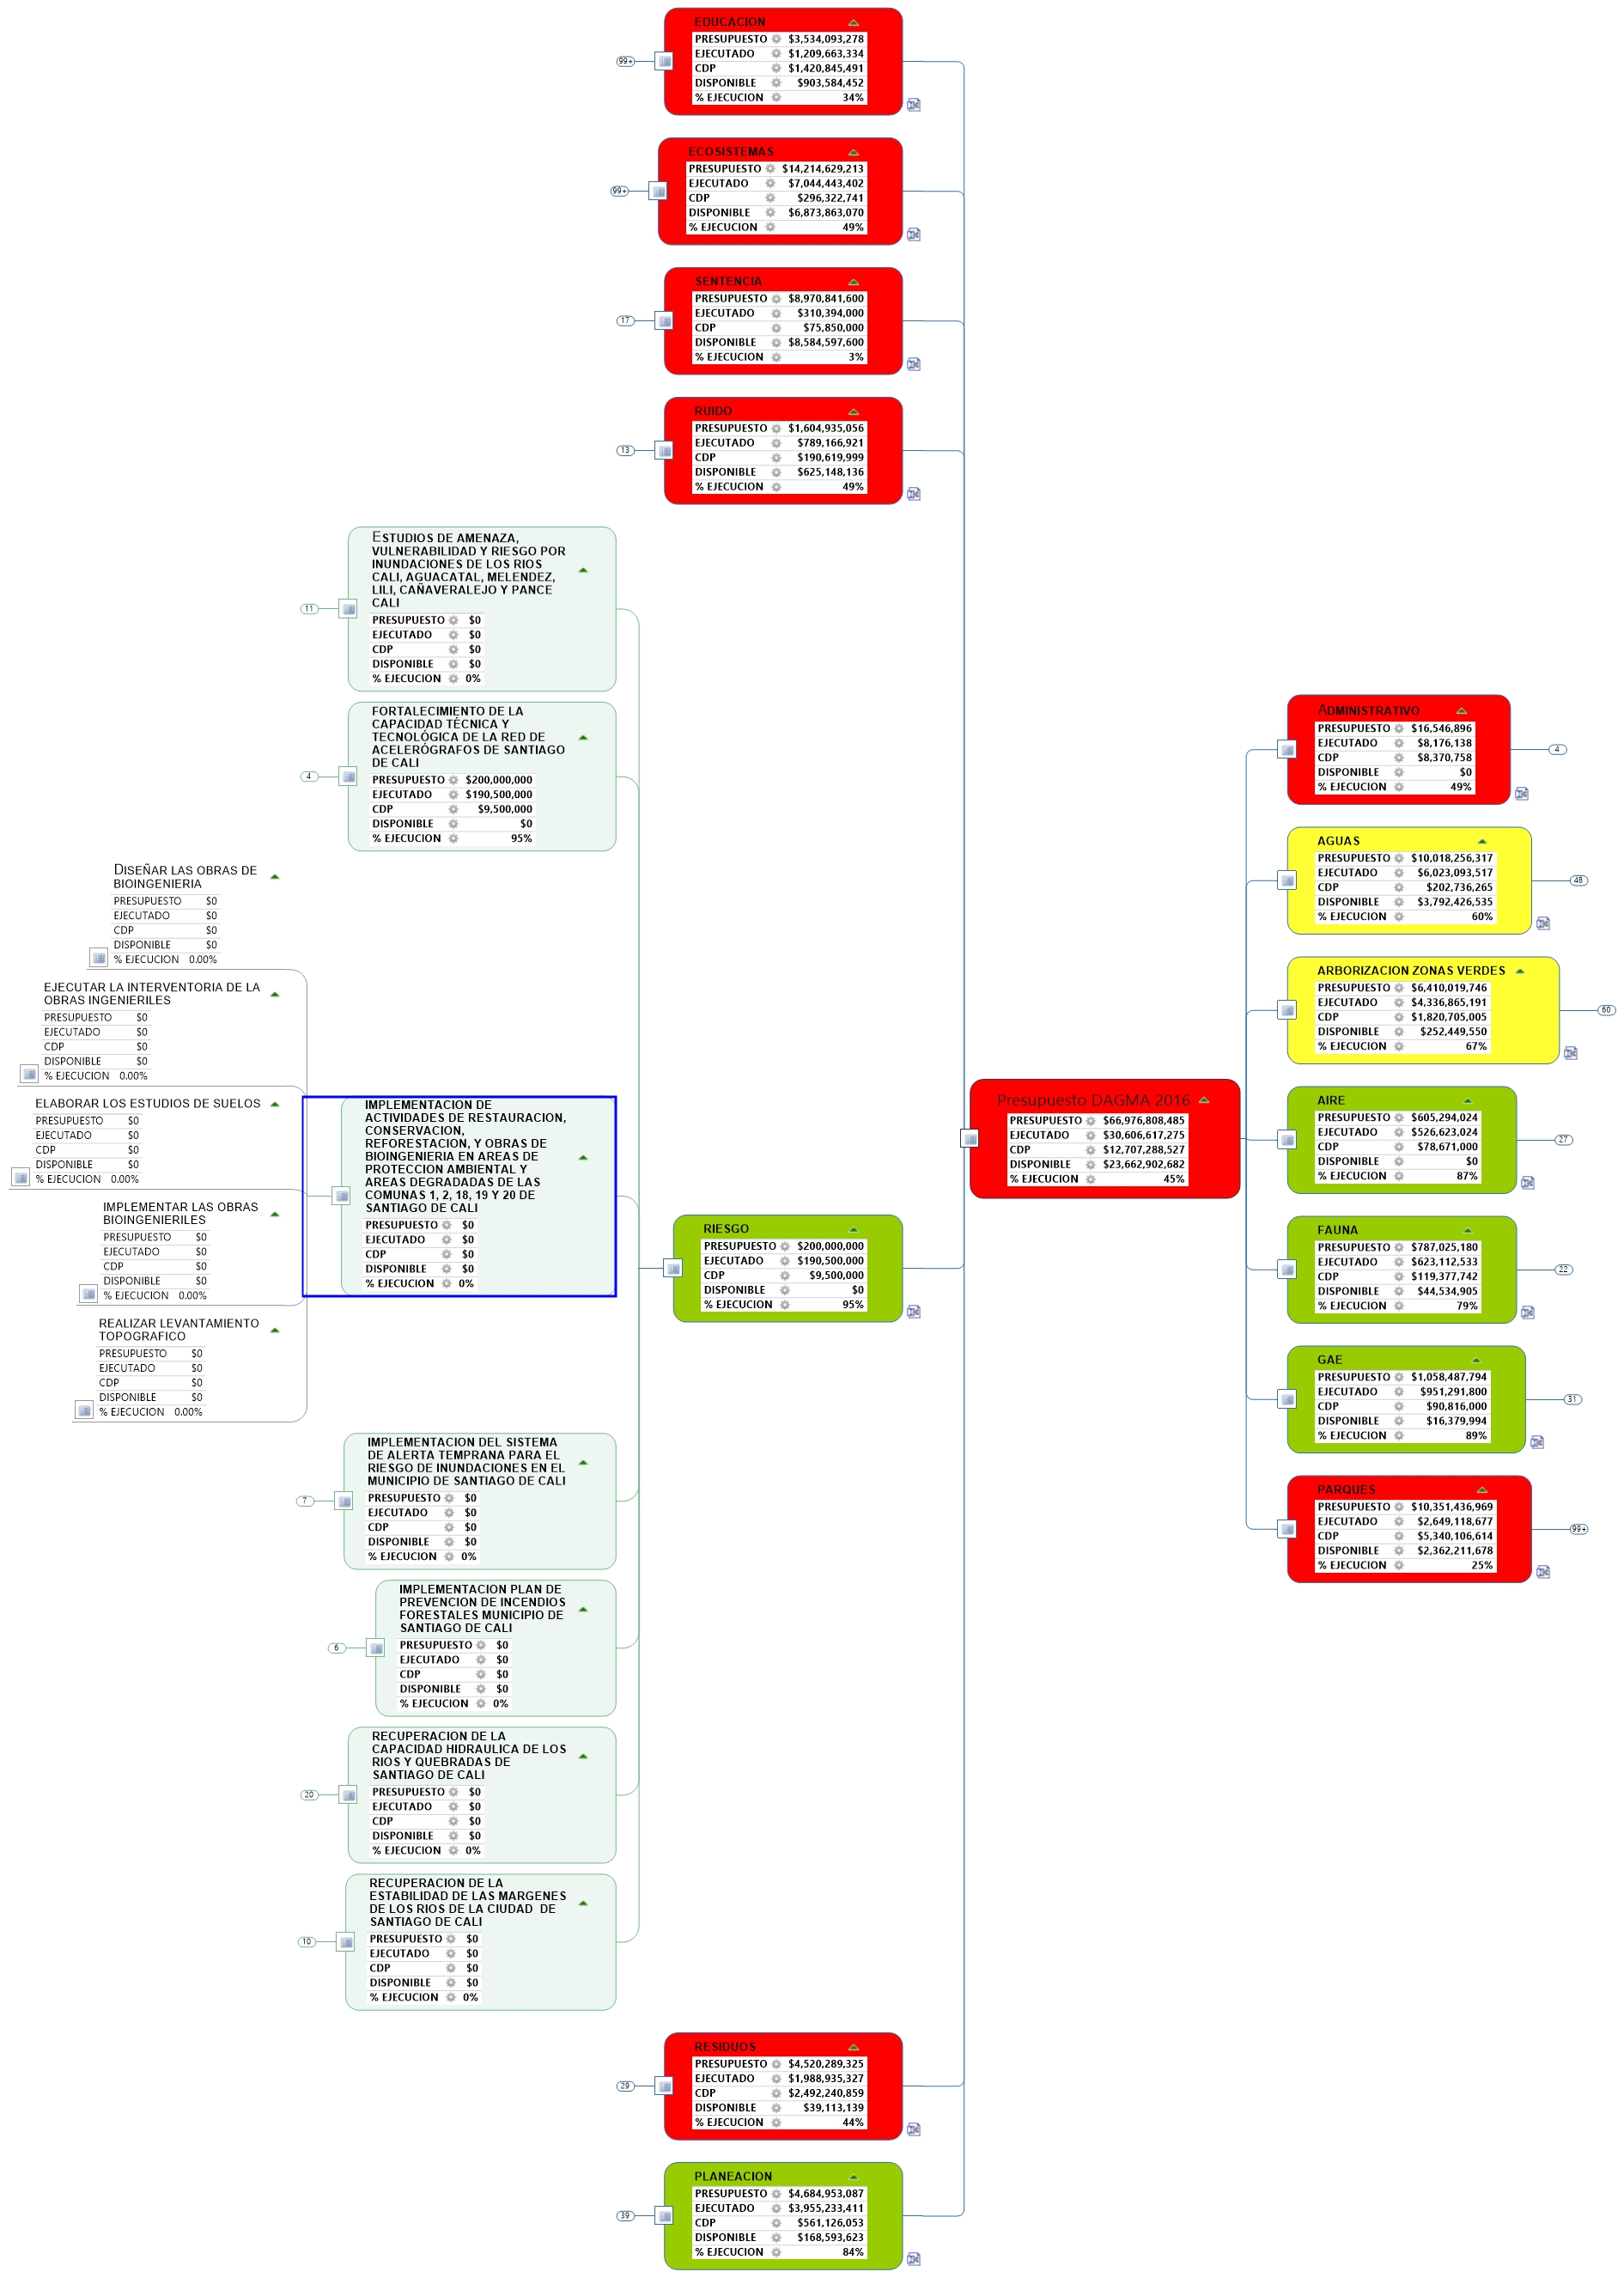 EDUCACION
PRESUPUESTO $3,534,093,278
EJECUTADO $1,209,663,334
CDP $1,420,845,491
DISPONIBLE $903,584,452
% EJECUCION 34%
99+
ECOSISTEMAS
PRESUPUESTO $14,214,629,213
EJECUTADO $7,044,443,402
CDP $296,322,741
DISPONIBLE $6,873,863,070
% EJECUCION 49%
99+
SENTENCIA
PRESUPUESTO $8,970,841,600
EJECUTADO $310,394,000
CDP $75,850,000
DISPONIBLE $8,584,597,600
% EJECUCION 3%
17
RUIDO
PRESUPUESTO $1,604,935,056
EJECUTADO $789,166,921
CDP $190,619,999
DISPONIBLE $625,148,136
% EJECUCION 49%
13
ESTUDIOS DE AMENAZA,
VULNERABILIDAD Y RIESGO POR
INUNDACIONES DE LOS RIOS
CALI, AGUACATAL, MELENDEZ,
LILI, CAÑAVERALEJO Y PANCE
CALI
PRESUPUESTO $0
EJECUTADO $0
CDP $0
DISPONIBLE $0
% EJECUCION 0%
11
FORTALECIMIENTO DE LA
CAPACIDAD TÉCNICA Y
TECNOLÓGICA DE LA RED DE
ACELERÓGRAFOS DE SANTIAGO
DE CALI
PRESUPUESTO $200,000,000
EJECUTADO $190,500,000
CDP $9,500,000
DISPONIBLE $0
% EJECUCION 95%
4
DISEÑAR LAS OBRAS DE
BIOINGENIERIA
PRESUPUESTO $0
EJECUTADO $0
CDP $0
DISPONIBLE $0
% EJECUCION 0.00%
EJECUTAR LA INTERVENTORIA DE LA
OBRAS INGENIERILES
PRESUPUESTO $0
EJECUTADO $0
CDP $0
DISPONIBLE $0
% EJECUCION 0.00%
ELABORAR LOS ESTUDIOS DE SUELOS
PRESUPUESTO $0
EJECUTADO $0
CDP $0
DISPONIBLE $0
% EJECUCION 0.00%
IMPLEMENTAR LAS OBRAS
BIOINGENIERILES
PRESUPUESTO $0
EJECUTADO $0
CDP $0
DISPONIBLE $0
% EJECUCION 0.00%
REALIZAR LEVANTAMIENTO
TOPOGRAFICO
PRESUPUESTO $0
EJECUTADO $0
CDP $0
DISPONIBLE $0
% EJECUCION 0.00%
IMPLEMENTACION DE
ACTIVIDADES DE RESTAURACION,
CONSERVACION,
REFORESTACION, Y OBRAS DE
BIOINGENIERIA EN AREAS DE
PROTECCION AMBIENTAL Y
AREAS DEGRADADAS DE LAS
COMUNAS 1, 2, 18, 19 Y 20 DE
SANTIAGO DE CALI
PRESUPUESTO $0
EJECUTADO $0
CDP $0
DISPONIBLE $0
% EJECUCION 0%
RIESGO
PRESUPUESTO $200,000,000
EJECUTADO $190,500,000
CDP $9,500,000
DISPONIBLE $0
% EJECUCION 95%
IMPLEMENTACION DEL SISTEMA
DE ALERTA TEMPRANA PARA EL
RIESGO DE INUNDACIONES EN EL
MUNICIPIO DE SANTIAGO DE CALI
PRESUPUESTO $0
EJECUTADO $0
CDP $0
DISPONIBLE $0
% EJECUCION 0%
7
IMPLEMENTACION PLAN DE
PREVENCION DE INCENDIOS
FORESTALES MUNICIPIO DE
SANTIAGO DE CALI
PRESUPUESTO $0
EJECUTADO $0
CDP $0
DISPONIBLE $0
% EJECUCION 0%
6
RECUPERACION DE LA
CAPACIDAD HIDRAULICA DE LOS
RIOS Y QUEBRADAS DE
SANTIAGO DE CALI
PRESUPUESTO $0
EJECUTADO $0
CDP $0
DISPONIBLE $0
% EJECUCION 0%
20
RECUPERACION DE LA
ESTABILIDAD DE LAS MARGENES
DE LOS RIOS DE LA CIUDAD DE
SANTIAGO DE CALI
PRESUPUESTO $0
EJECUTADO $0
CDP $0
DISPONIBLE $0
% EJECUCION 0%
10
RESIDUOS
PRESUPUESTO $4,520,289,325
EJECUTADO $1,988,935,327
CDP $2,492,240,859
DISPONIBLE $39,113,139
% EJECUCION 44%
29
PLANEACION
PRESUPUESTO $4,684,953,087
EJECUTADO $3,955,233,411
CDP $561,126,053
DISPONIBLE $168,593,623
% EJECUCION 84%
39
Presupuesto DAGMA 2016
PRESUPUESTO $66,976,808,485
EJECUTADO $30,606,617,275
CDP $12,707,288,527
DISPONIBLE $23,662,902,682
% EJECUCION 45%
ADMINISTRATIVO
PRESUPUESTO $16,546,896
EJECUTADO $8,176,138
CDP $8,370,758
DISPONIBLE $0
% EJECUCION 49%
4
AGUAS
PRESUPUESTO $10,018,256,317
EJECUTADO $6,023,093,517
CDP $202,736,265
DISPONIBLE $3,792,426,535
% EJECUCION 60%
48
ARBORIZACION ZONAS VERDES
PRESUPUESTO $6,410,019,746
EJECUTADO $4,336,865,191
CDP $1,820,705,005
DISPONIBLE $252,449,550
% EJECUCION 67%
60
AIRE
PRESUPUESTO $605,294,024
EJECUTADO $526,623,024
CDP $78,671,000
DISPONIBLE $0
% EJECUCION 87%
27
FAUNA
PRESUPUESTO $787,025,180
EJECUTADO $623,112,533
CDP $119,377,742
DISPONIBLE $44,534,905
% EJECUCION 79%
22
GAE
PRESUPUESTO $1,058,487,794
EJECUTADO $951,291,800
CDP $90,816,000
DISPONIBLE $16,379,994
% EJECUCION 89%
31
PARQUES
PRESUPUESTO $10,351,436,969
EJECUTADO $2,649,118,677
CDP $5,340,106,614
DISPONIBLE $2,362,211,678
% EJECUCION 25%
99+